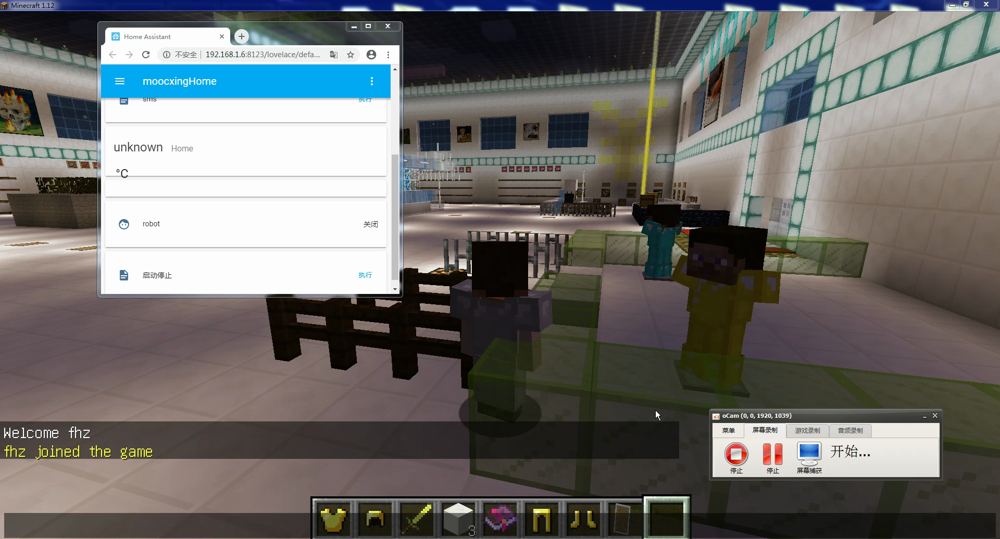 Minecraft 1.12
Home Assistant
不安全 192.168.1.6:8123/lovelace/defa...
moocxingHome
sms 执行
unknown Home
°C
robot 关闭
启动停止 执行
Welcome fhz
fhz joined the game
oCam (0, 0, 1920, 1039)
菜单 屏幕录制 游戏录制 音频录制
开始...
停止 停止 屏幕捕获
3